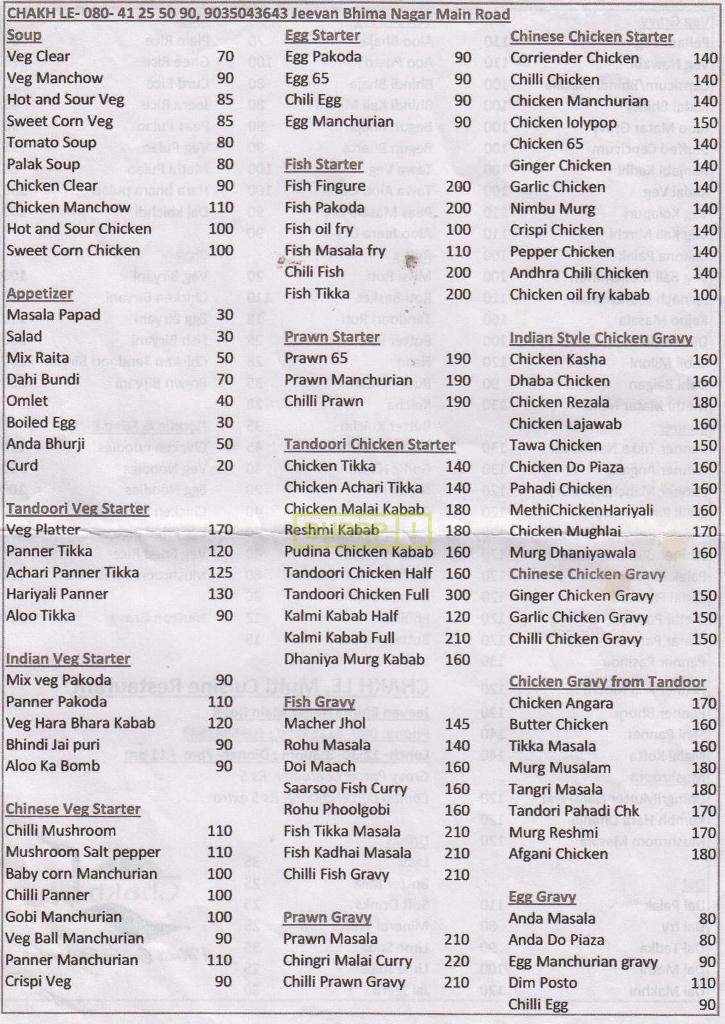 CHAKH LE- 080- 41 25 50 90, 9035043643 Jeevan Bhima Nagar Main Road
Soup
Veg Clear 70
Veg Manchow 90
Hot and Sour Veg 85
Sweet Corn Veg 85
Tomato Soup 80
Palak Soup 80
Chicken Clear 90
Chicken Manchow 110
Hot and Sour Chicken 100
Sweet Corn Chicken 100
Appetizer
Masala Papad 30
Salad 30
Mix Raita 50
Dahi Bundi 70
Omlet 40
Boiled Egg 30
Anda Bhurji 50
Curd 20
Tandoori Veg Starter
Veg Platter 170
Panner Tikka 120
Achari Panner Tikka 125
Hariyali Panner 130
Aloo Tikka 90
Indian Veg Starter
Mix veg Pakoda 90
Panner Pakoda 110
Veg Hara Bhara Kabab 120
Bhindi Jai puri 90
Aloo Ka Bomb 90
Chinese Veg Starter
Chilli Mushroom 110
Mushroom Salt pepper 110
Baby corn Manchurian 100
Chilli Panner 100
Gobi Manchurian 100
Veg Ball Manchurian 90
Panner Manchurian 110
Crispi Veg 90
Egg Starter
Egg Pakoda 90
Egg 65 90
Chili Egg 90
Egg Manchurian 90
Fish Starter
Fish Fingure 200
Fish Pakoda 200
Fish oil fry 100
Fish Masala fry 110
Chili Fish 200
Fish Tikka 200
Prawn Starter
Prawn 65 190
Prawn Manchurian 190
Chilli Prawn 190
Tandoori Chicken Starter
Chicken Tikka 140
Chicken Achari Tikka 140
Chicken Malai Kabab 180
Reshmi Kabab 180
Pudina Chicken Kabab 160
Tandoori Chicken Half 160
Tandoori Chicken Full 300
Kalmi Kabab Half 120
Kalmi Kabab Full 210
Dhaniya Murg Kabab 160
Fish Gravy
Macher Jhol 145
Rohu Masala 140
Doi Maach 160
Saarsoo Fish Curry 160
Rohu Phoolgobi 160
Fish Tikka Masala 210
Fish Kadhai Masala 210
Chilli Fish Gravy 210
Prawn Gravy
Prawn Masala 210
Chingri Malai Curry 220
Chilli Prawn Gravy 210
Chinese Chicken Starter
Corriender Chicken 140
Chilli Chicken 140
Chicken Manchurian 140
Chicken lolypop 150
Chicken 65 140
Ginger Chicken 140
Garlic Chicken 140
Nimbu Murg 140
Crispi Chicken 140
Pepper Chicken 140
Andhra Chili Chicken 140
Chicken oil fry kabab 100
Indian Style Chicken Gravy
Chicken Kasha 160
Dhaba Chicken 160
Chicken Rezala 180
Chicken Lajawab 160
Tawa Chicken 150
Chicken Do Piaza 160
Pahadi Chicken 160
MethiChickenHariyali 160
Chicken Mughlai 170
Murg Dhaniyawala 160
Chinese Chicken Gravy
Ginger Chicken Gravy 150
Garlic Chicken Gravy 150
Chilli Chicken Gravy 150
Chicken Gravy from Tandoor
Chicken Angara 170
Butter Chicken 160
Tikka Masala 160
Murg Musalam 380
Tangri Masala 180
Tandori Pahadi Chk 170
Murg Reshmi 170
Afgani Chicken 180
Egg Gravy
Anda Masala 80
Anda Do Piaza 80
Egg Manchurian gravy 90
Dim Posto 110
Chilli Egg 90